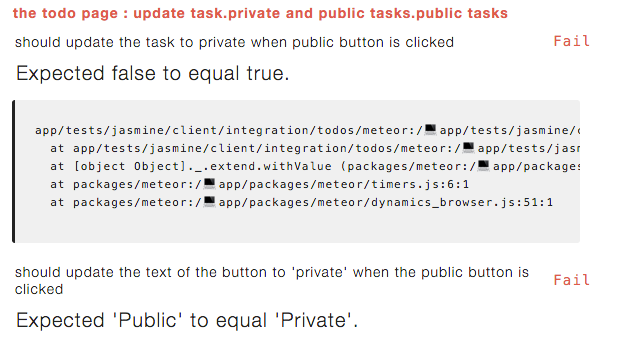 the todo page : update task.private and public tasks.public tasks
should update the task to private when public button is clicked
Fail
Expected false to equal true.
app/tests/jasmine/client/integration/todos/meteor:/💻app/tests/jasmine/c
at app/tests/jasmine/client/integration/todos/meteor:/💻app/tests/jasm
at [object Object]._.extend.withValue (packages/meteor:/💻app/packages
at packages/meteor:/💻app/packages/meteor/timers.js:6:1
at packages/meteor:/💻app/packages/meteor/dynamics_browser.js:51:1
should update the text of the button to 'private' when the public button is
clicked
Fail
Expected 'Public' to equal 'Private'.